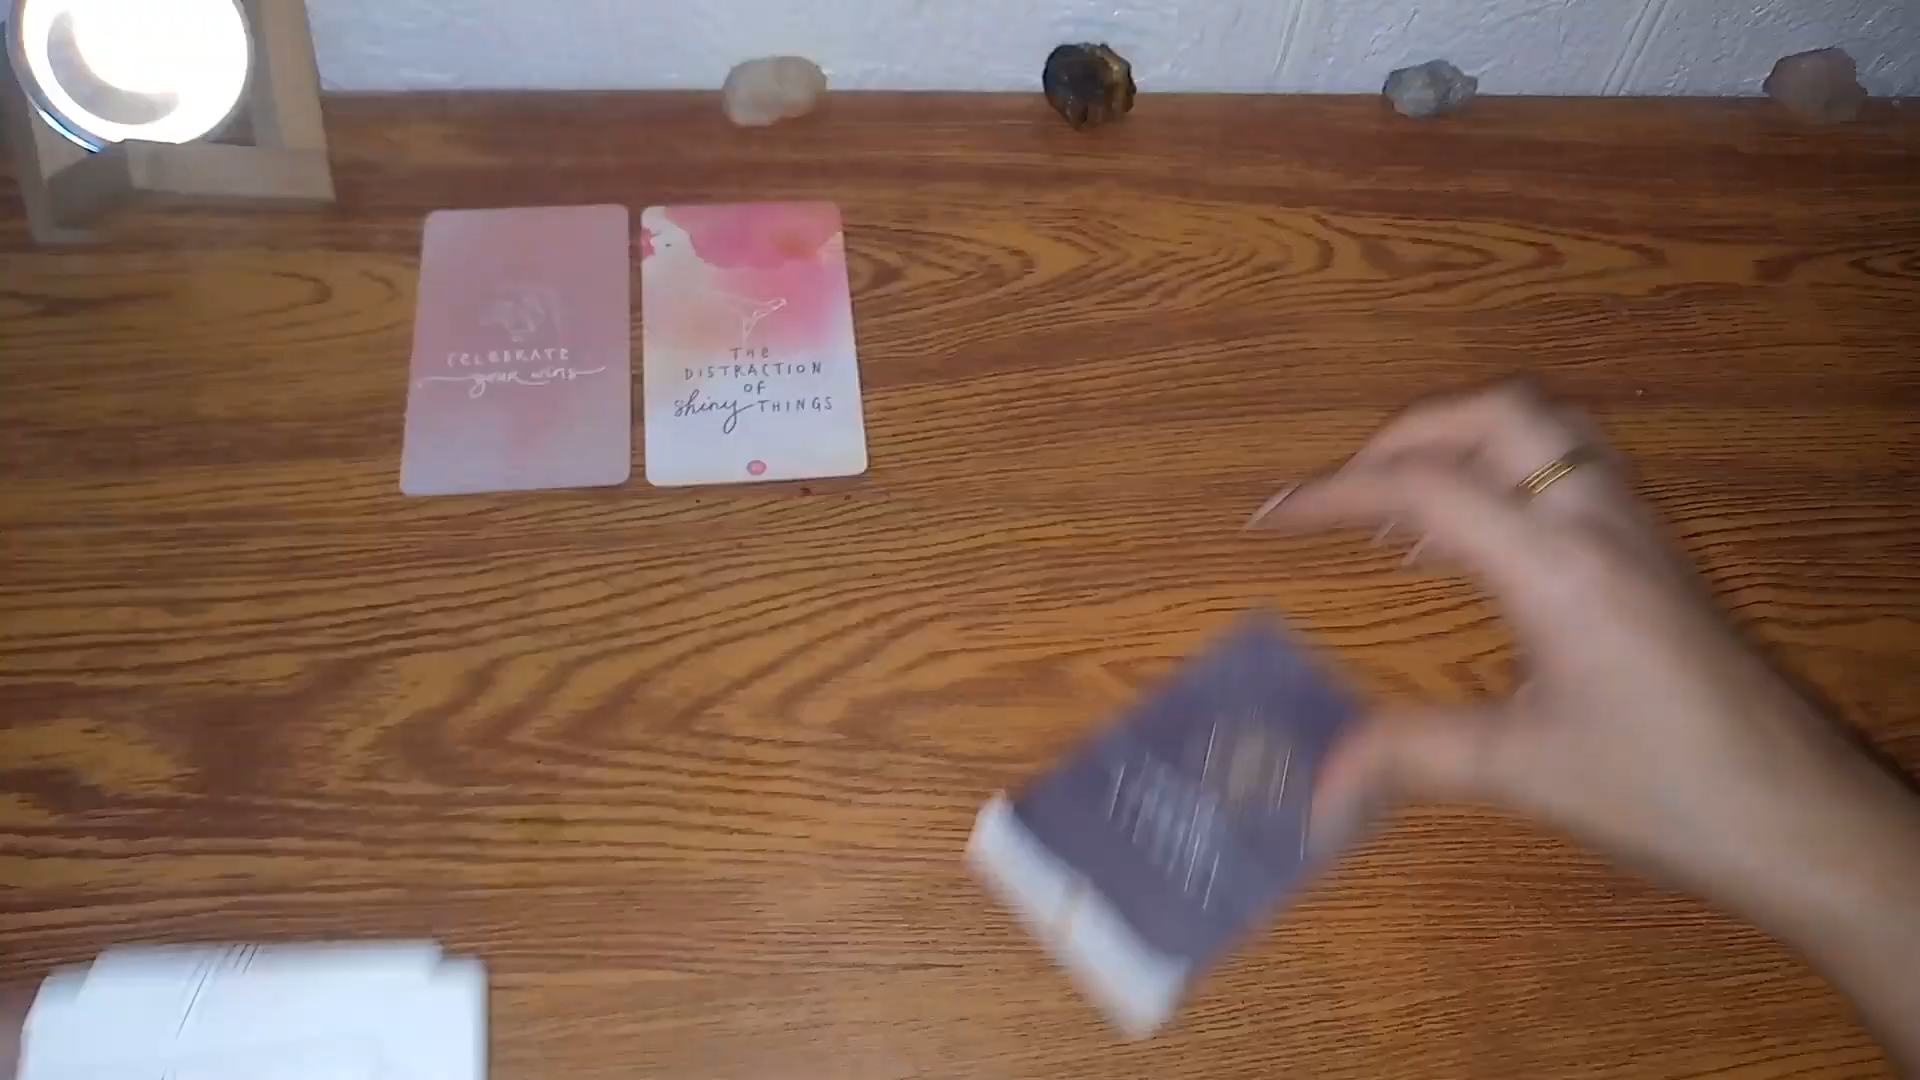 CELEBRATE
your wins
THE
DISTRACTION
OF
shiny THINGS